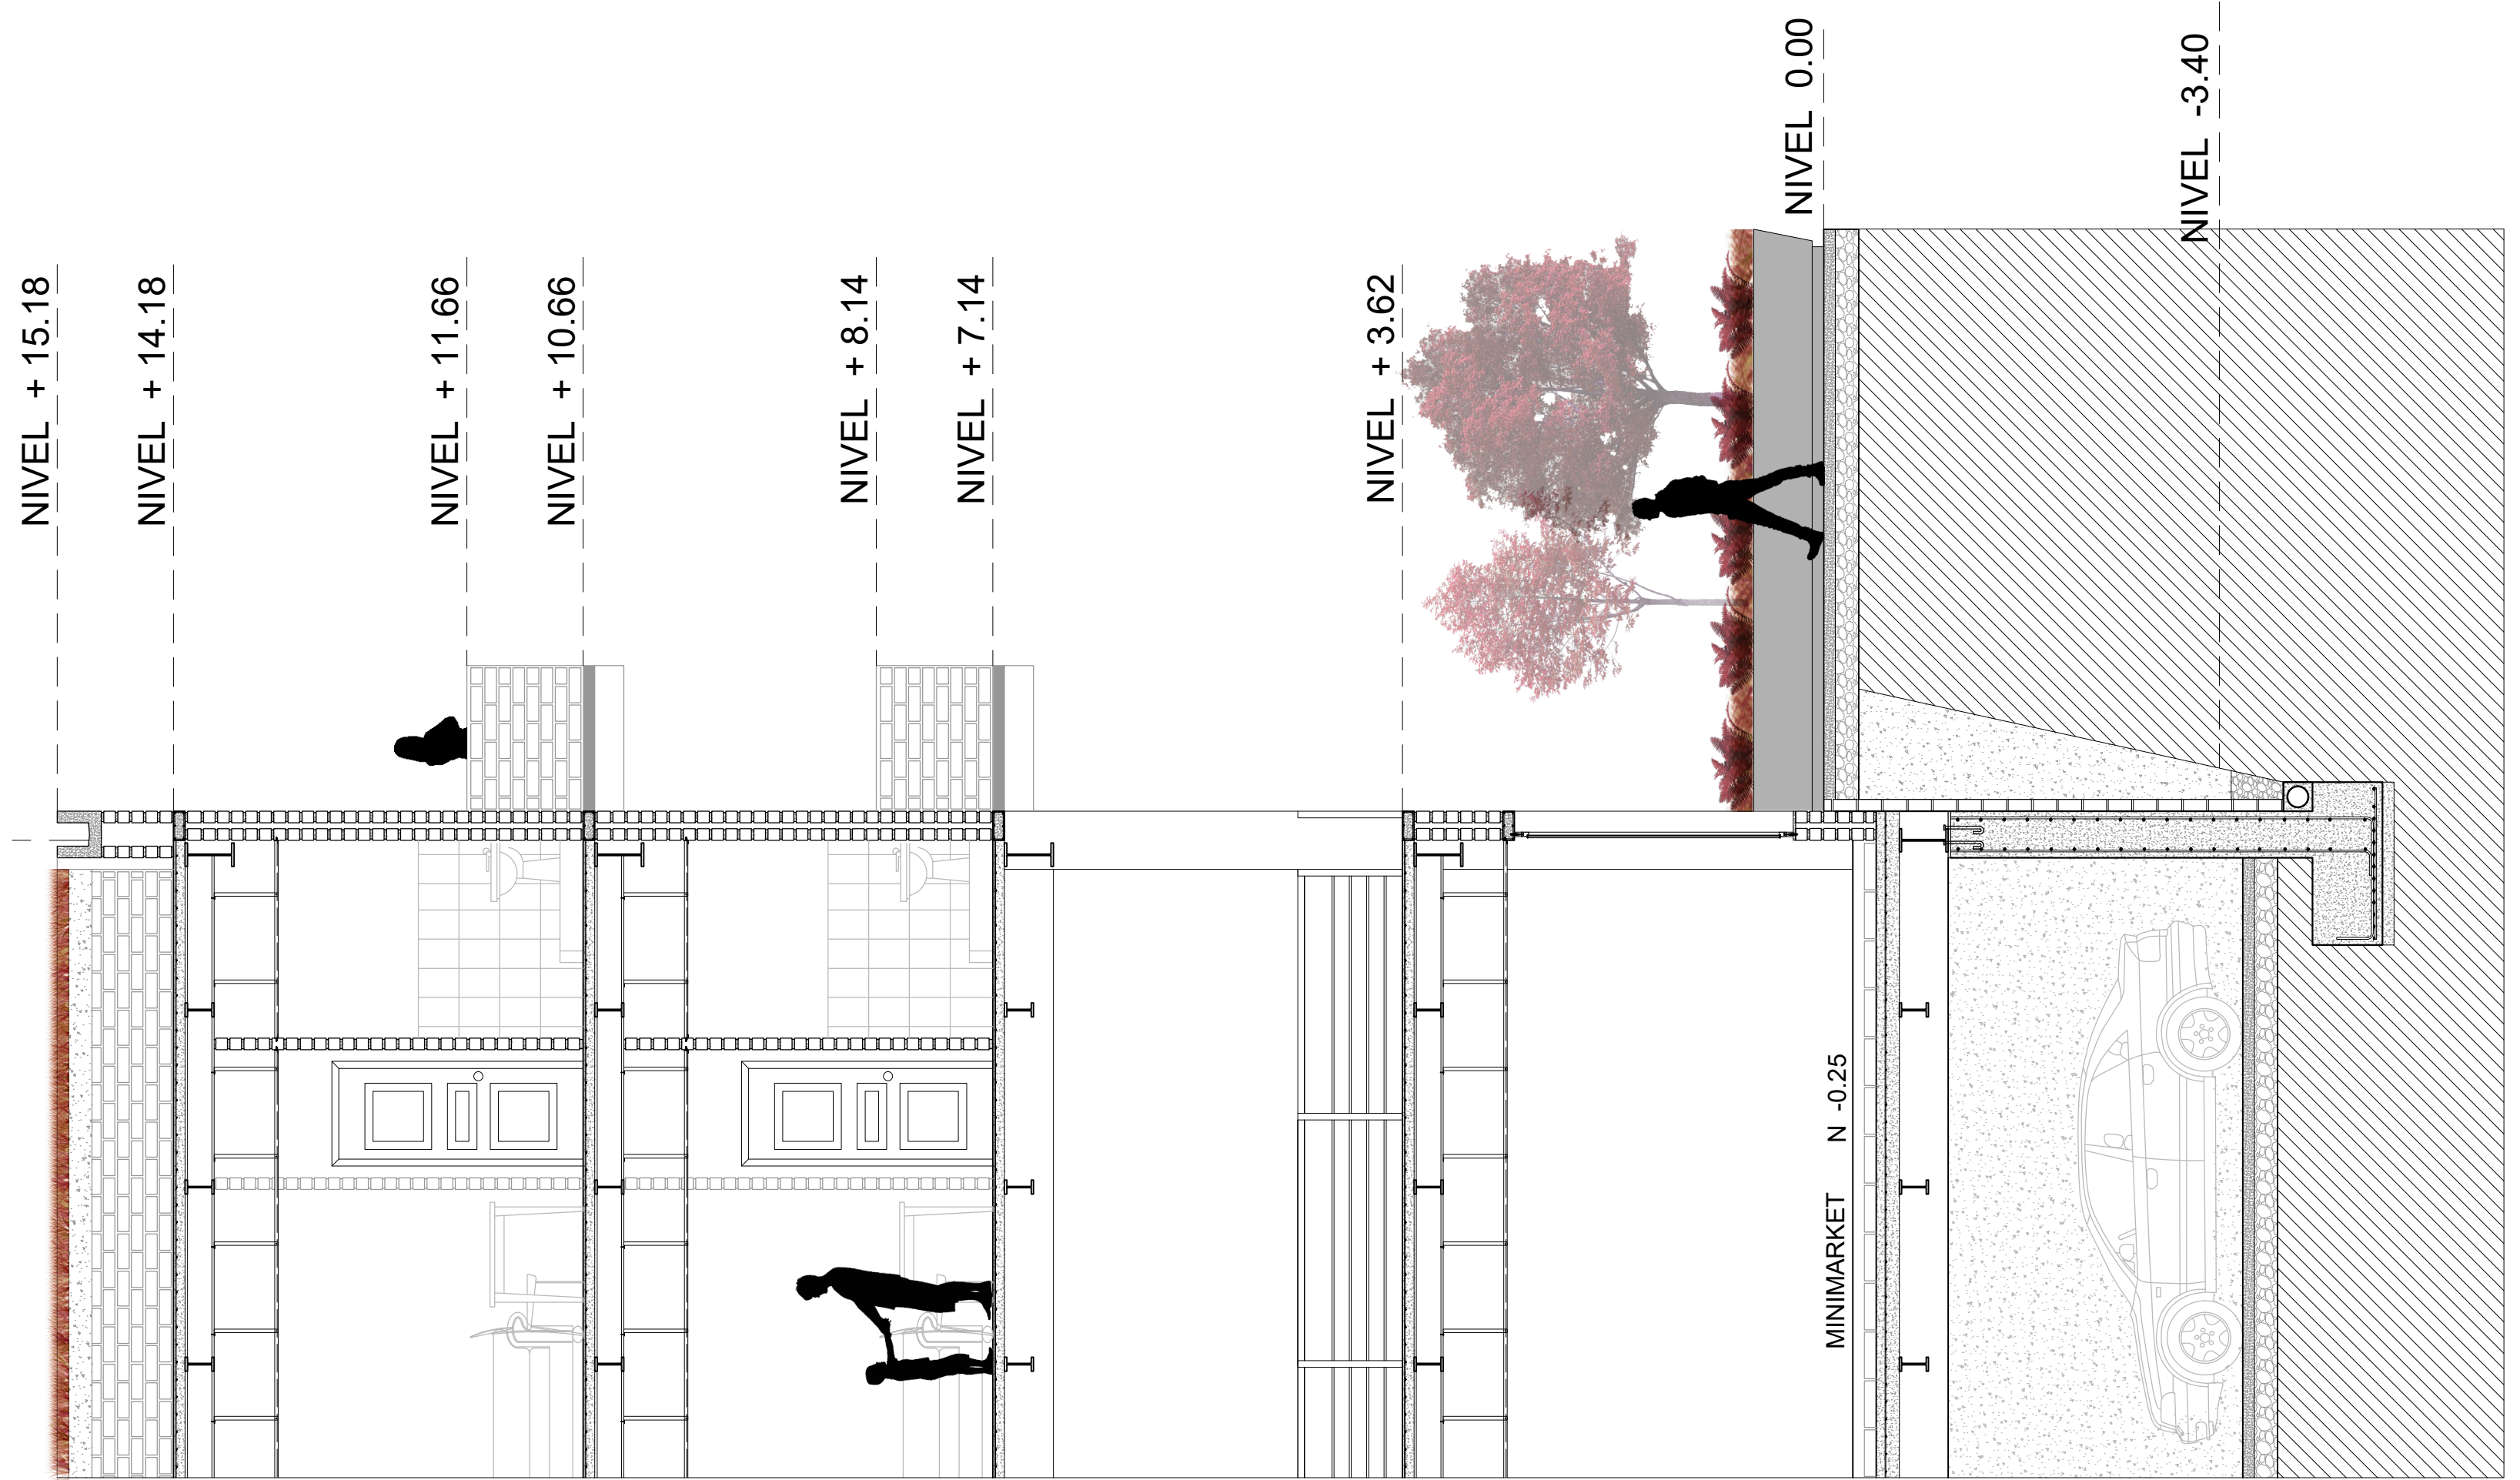 NIVEL + 15.18
NIVEL + 14.18
NIVEL + 11.66
NIVEL + 10.66
NIVEL + 8.14
NIVEL + 7.14
NIVEL + 3.62
NIVEL 0.00
NIVEL -3.40
MINIMARKET N -0.25